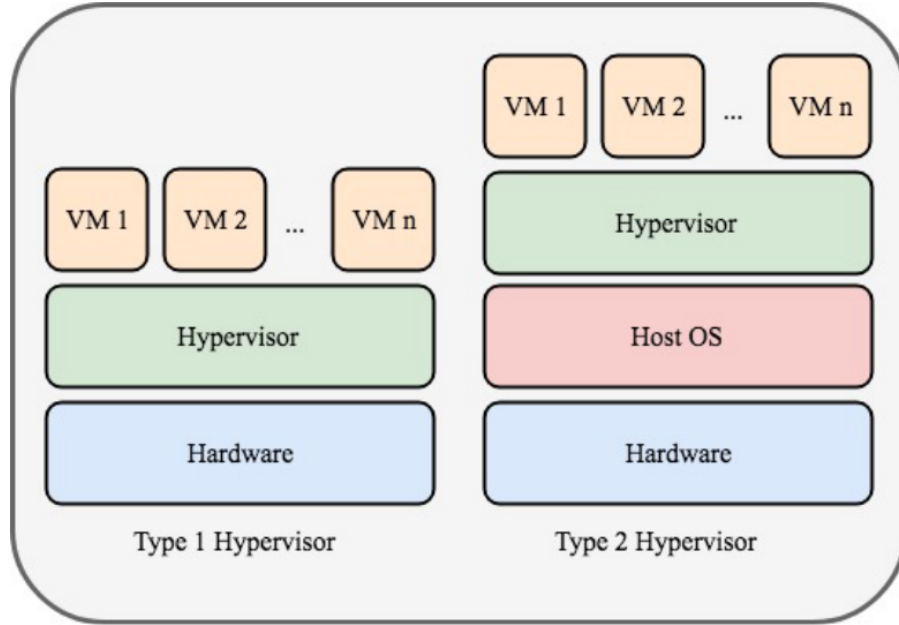 VM 1 VM 2 ... VM n
Hypervisor
Hardware
Type 1 Hypervisor
VM 1 VM 2 ... VM n
Hypervisor
Host OS
Hardware
Type 2 Hypervisor